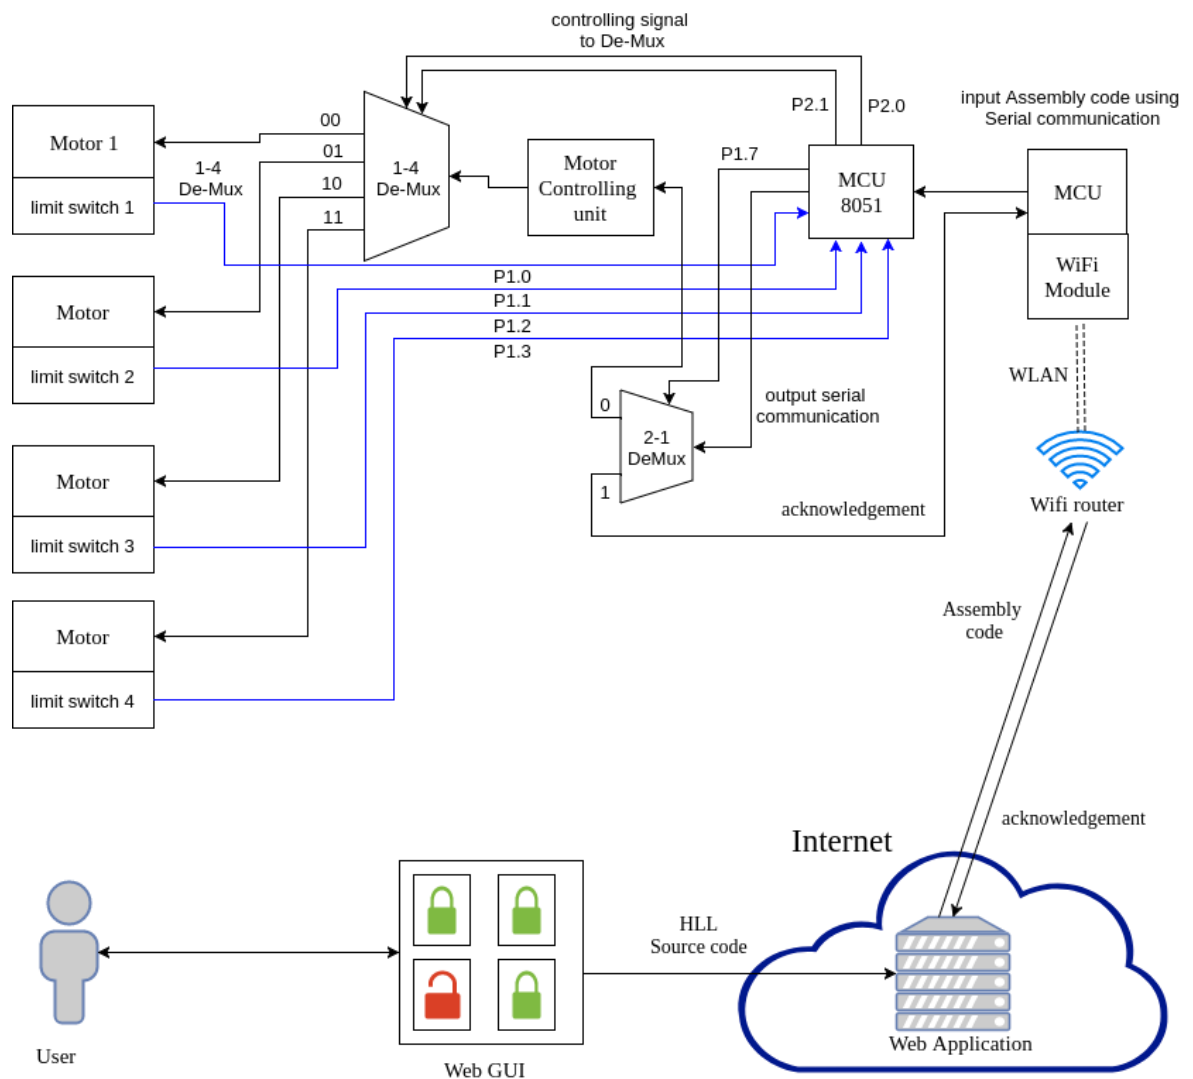 controlling signal
to De-Mux
P2.1
P2.0
input Assembly code using
Serial communication
Motor 1
limit switch 1
1-4
De-Mux
00
01
10
11
1-4
De-Mux
Motor
Controlling
unit
P1.7
MCU
8051
MCU
WiFi
Module
P1.0
P1.1
P1.2
P1.3
Motor
limit switch 2
WLAN
0
2-1
DeMux
1
output serial
communication
Motor
limit switch 3
acknowledgement
Wifi router
Motor
limit switch 4
Assembly
code
acknowledgement
Internet
HLL
Source code
Web Application
User
Web GUI